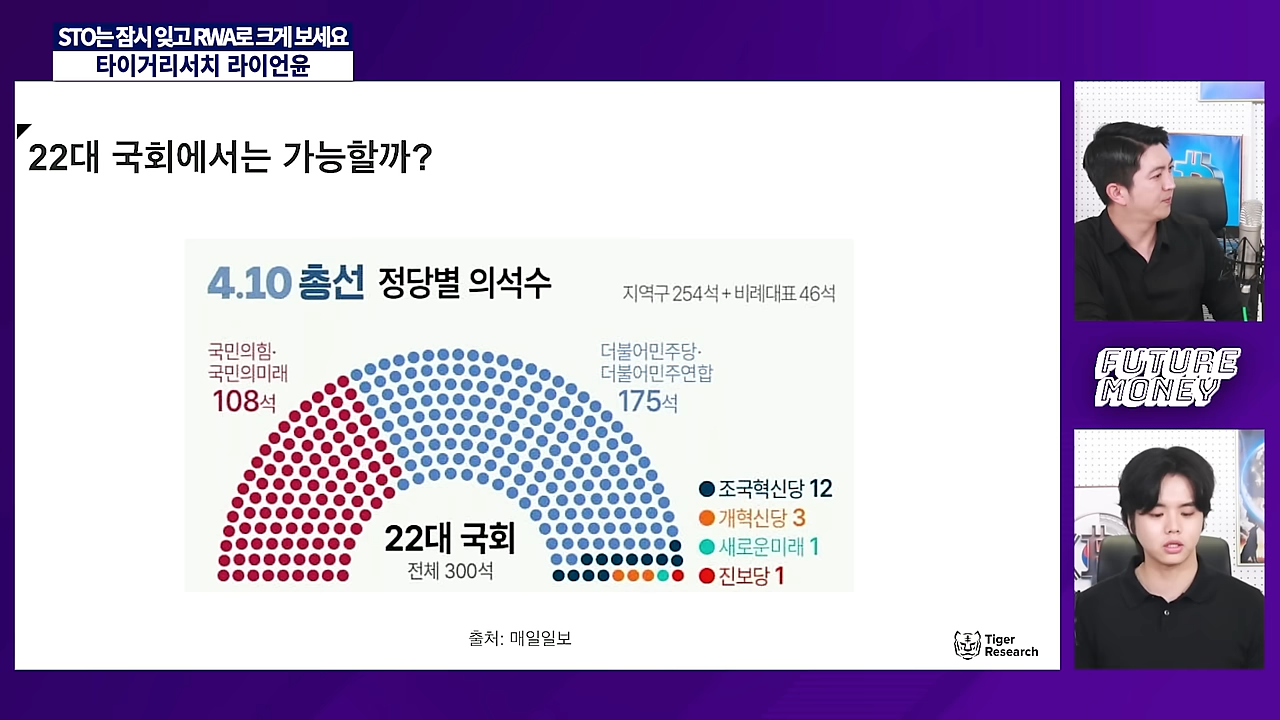 STO는 잠시 잊고 RWA로 크게 보세요
타이거리서치 라이언윤
22대 국회에서는 가능할까?
4.10 총선 정당별 의석수
지역구 254석 + 비례대표 46석
국민의힘·
국민의미래
108석
더불어민주당·
더불어민주연합
175석
조국혁신당 12
개혁신당 3
새로운미래 1
진보당 1
22대 국회
전체 300석
출처: 매일일보
Tiger
Research
FUTURE
MONEY